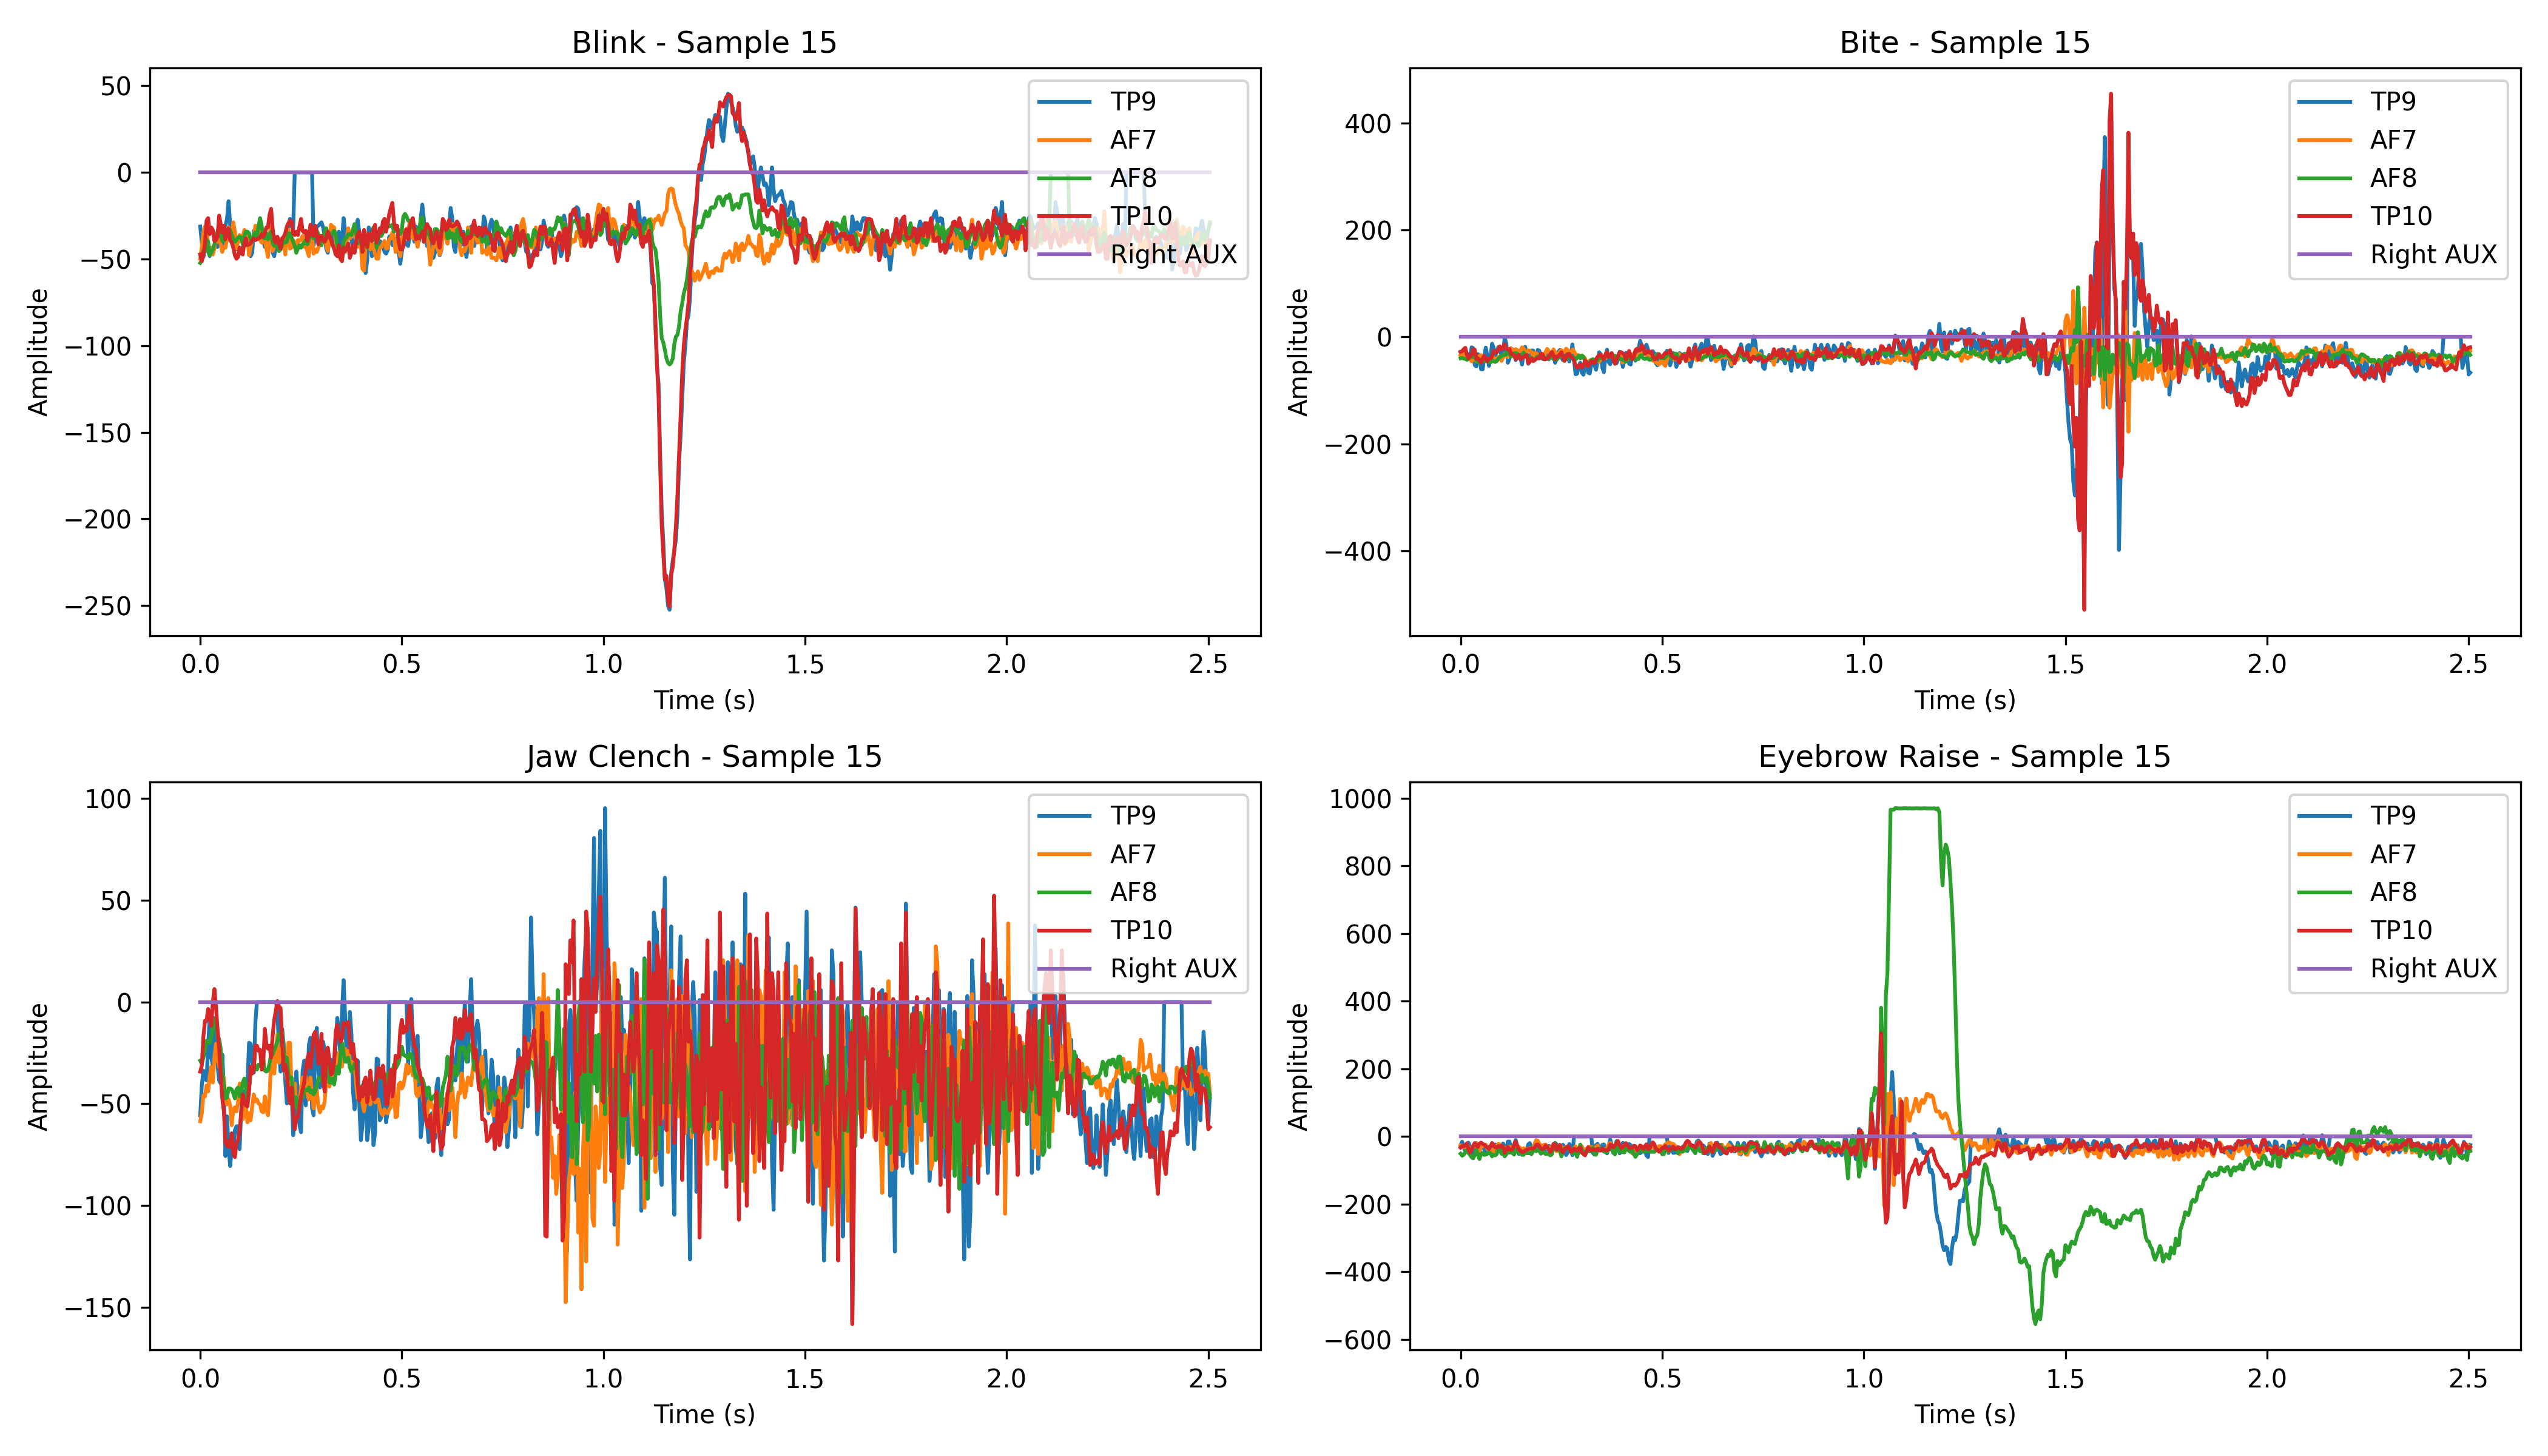 Blink - Sample 15
50
0
−50
−100
−150
−200
−250
Amplitude
0.0 0.5 1.0 1.5 2.0 2.5
Time (s)
TP9
AF7
AF8
TP10
Right AUX
Bite - Sample 15
400
200
0
−200
−400
Amplitude
0.0 0.5 1.0 1.5 2.0 2.5
Time (s)
TP9
AF7
AF8
TP10
Right AUX
Jaw Clench - Sample 15
100
50
0
−50
−100
−150
Amplitude
0.0 0.5 1.0 1.5 2.0 2.5
Time (s)
TP9
AF7
AF8
TP10
Right AUX
Eyebrow Raise - Sample 15
1000
800
600
400
200
0
−200
−400
−600
Amplitude
0.0 0.5 1.0 1.5 2.0 2.5
Time (s)
TP9
AF7
AF8
TP10
Right AUX